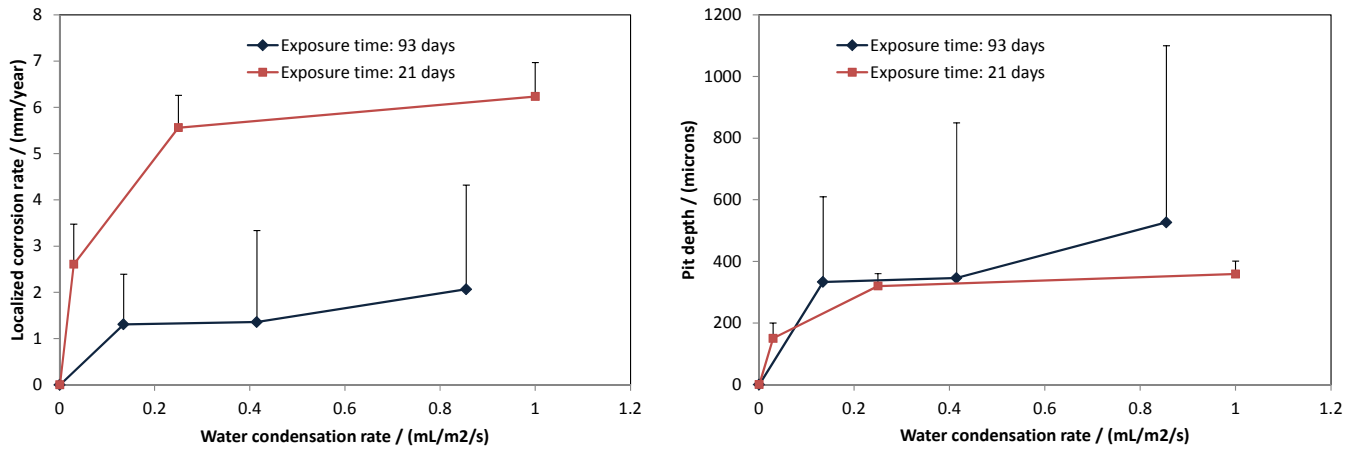 8
7
6
5
4
3
2
1
0
Localized corrosion rate / (mm/year)
Exposure time: 93 days
Exposure time: 21 days
0 0.2 0.4 0.6 0.8 1 1.2
Water condensation rate / (mL/m2/s)
1200
1000
800
600
400
200
0
Pit depth / (microns)
Exposure time: 93 days
Exposure time: 21 days
0 0.2 0.4 0.6 0.8 1 1.2
Water condensation rate / (mL/m2/s)